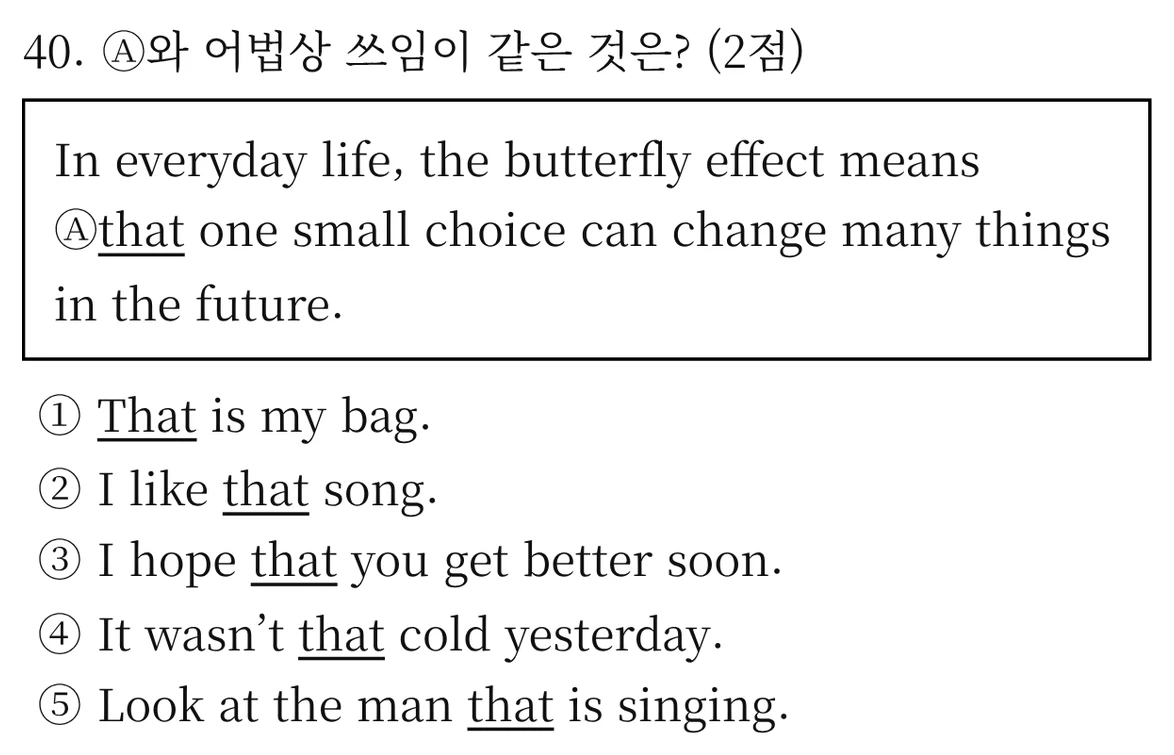 40. Ⓐ와 어법상 쓰임이 같은 것은? (2점)
In everyday life, the butterfly effect means
Ⓐthat one small choice can change many things
in the future.
① That is my bag.
② I like that song.
③ I hope that you get better soon.
④ It wasn’t that cold yesterday.
⑤ Look at the man that is singing.